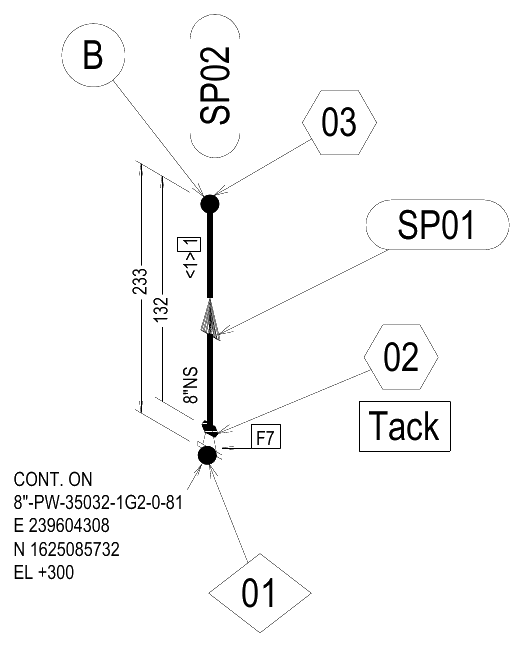 B
SP02
03
SP01
233
132
<1> 1
8"NS
02
Tack
F7
CONT. ON
8"-PW-35032-1G2-0-81
E 239604308
N 1625085732
EL +300
01